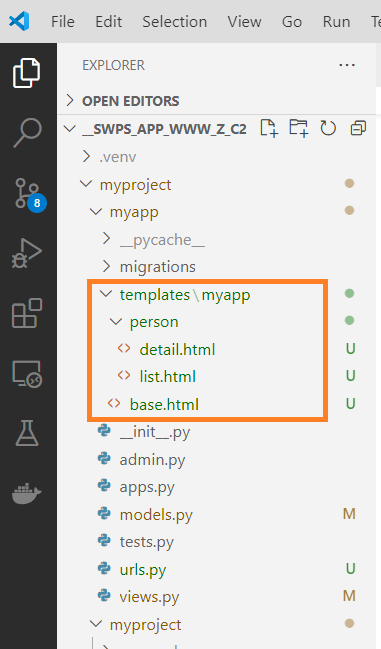 File Edit Selection View Go Run
EXPLORER ...
OPEN EDITORS
__SWPS_APP_WWW_Z_C2
.venv
myproject
8
myapp
__pycache__
migrations
templates\myapp
person
detail.html U
list.html U
base.html U
__init__.py
admin.py
apps.py
models.py M
tests.py
urls.py U
views.py M
myproject